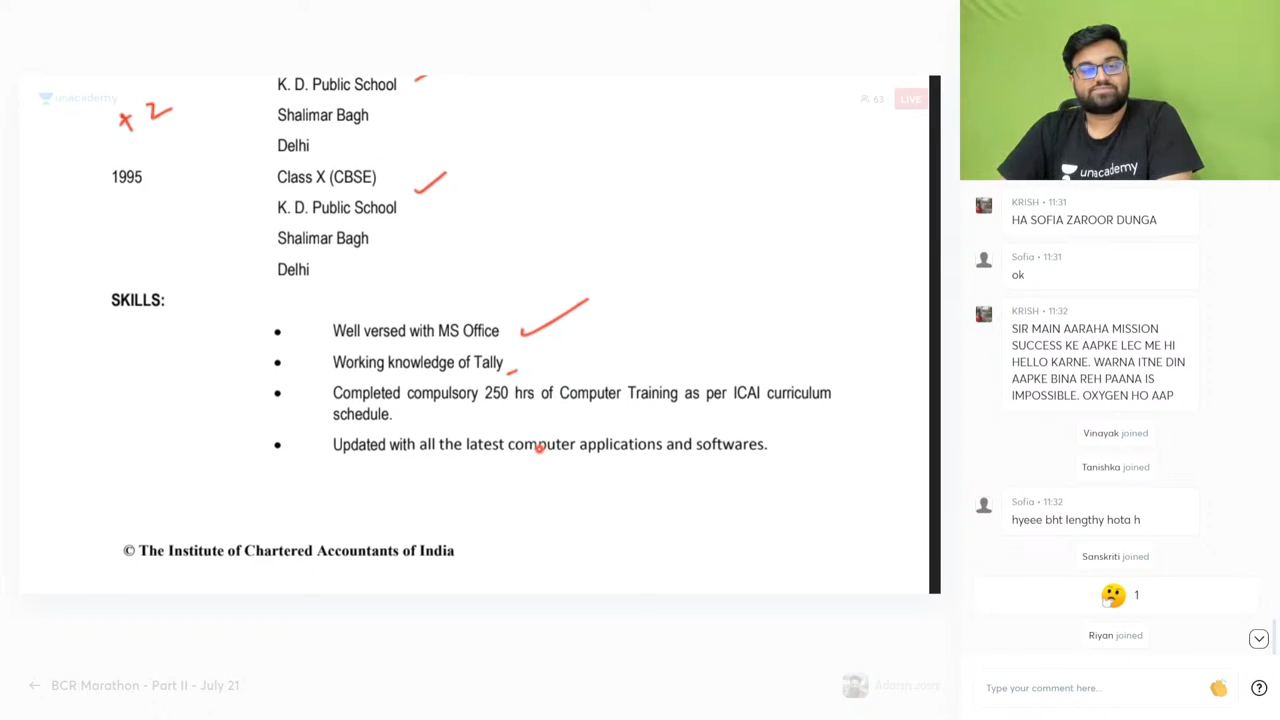 K. D. Public School
unacademy
63
LIVE
+ 2
Shalimar Bagh
Delhi
1995
Class X (CBSE)
K. D. Public School
Shalimar Bagh
Delhi
SKILLS:
• Well versed with MS Office
• Working knowledge of Tally
• Completed compulsory 250 hrs of Computer Training as per ICAI curriculum
schedule.
• Updated with all the latest computer applications and softwares.
© The Institute of Chartered Accountants of India
← BCR Marathon - Part II - July 21
unacademy
KRISH • 11:31
HA SOFIA ZAROOR DUNGA
Sofia • 11:31
ok
KRISH • 11:32
SIR MAIN AARAHA MISSION
SUCCESS KE AAPKE LEC ME HI
HELLO KARNE. WARNA ITNE DIN
AAPKE BINA REH PAANA IS
IMPOSSIBLE. OXYGEN HO AAP
Vinayak joined
Tanishka joined
Sofia • 11:32
hyeee bht lengthy hota h
Sanskriti joined
1
Riyan joined
Type your comment here...